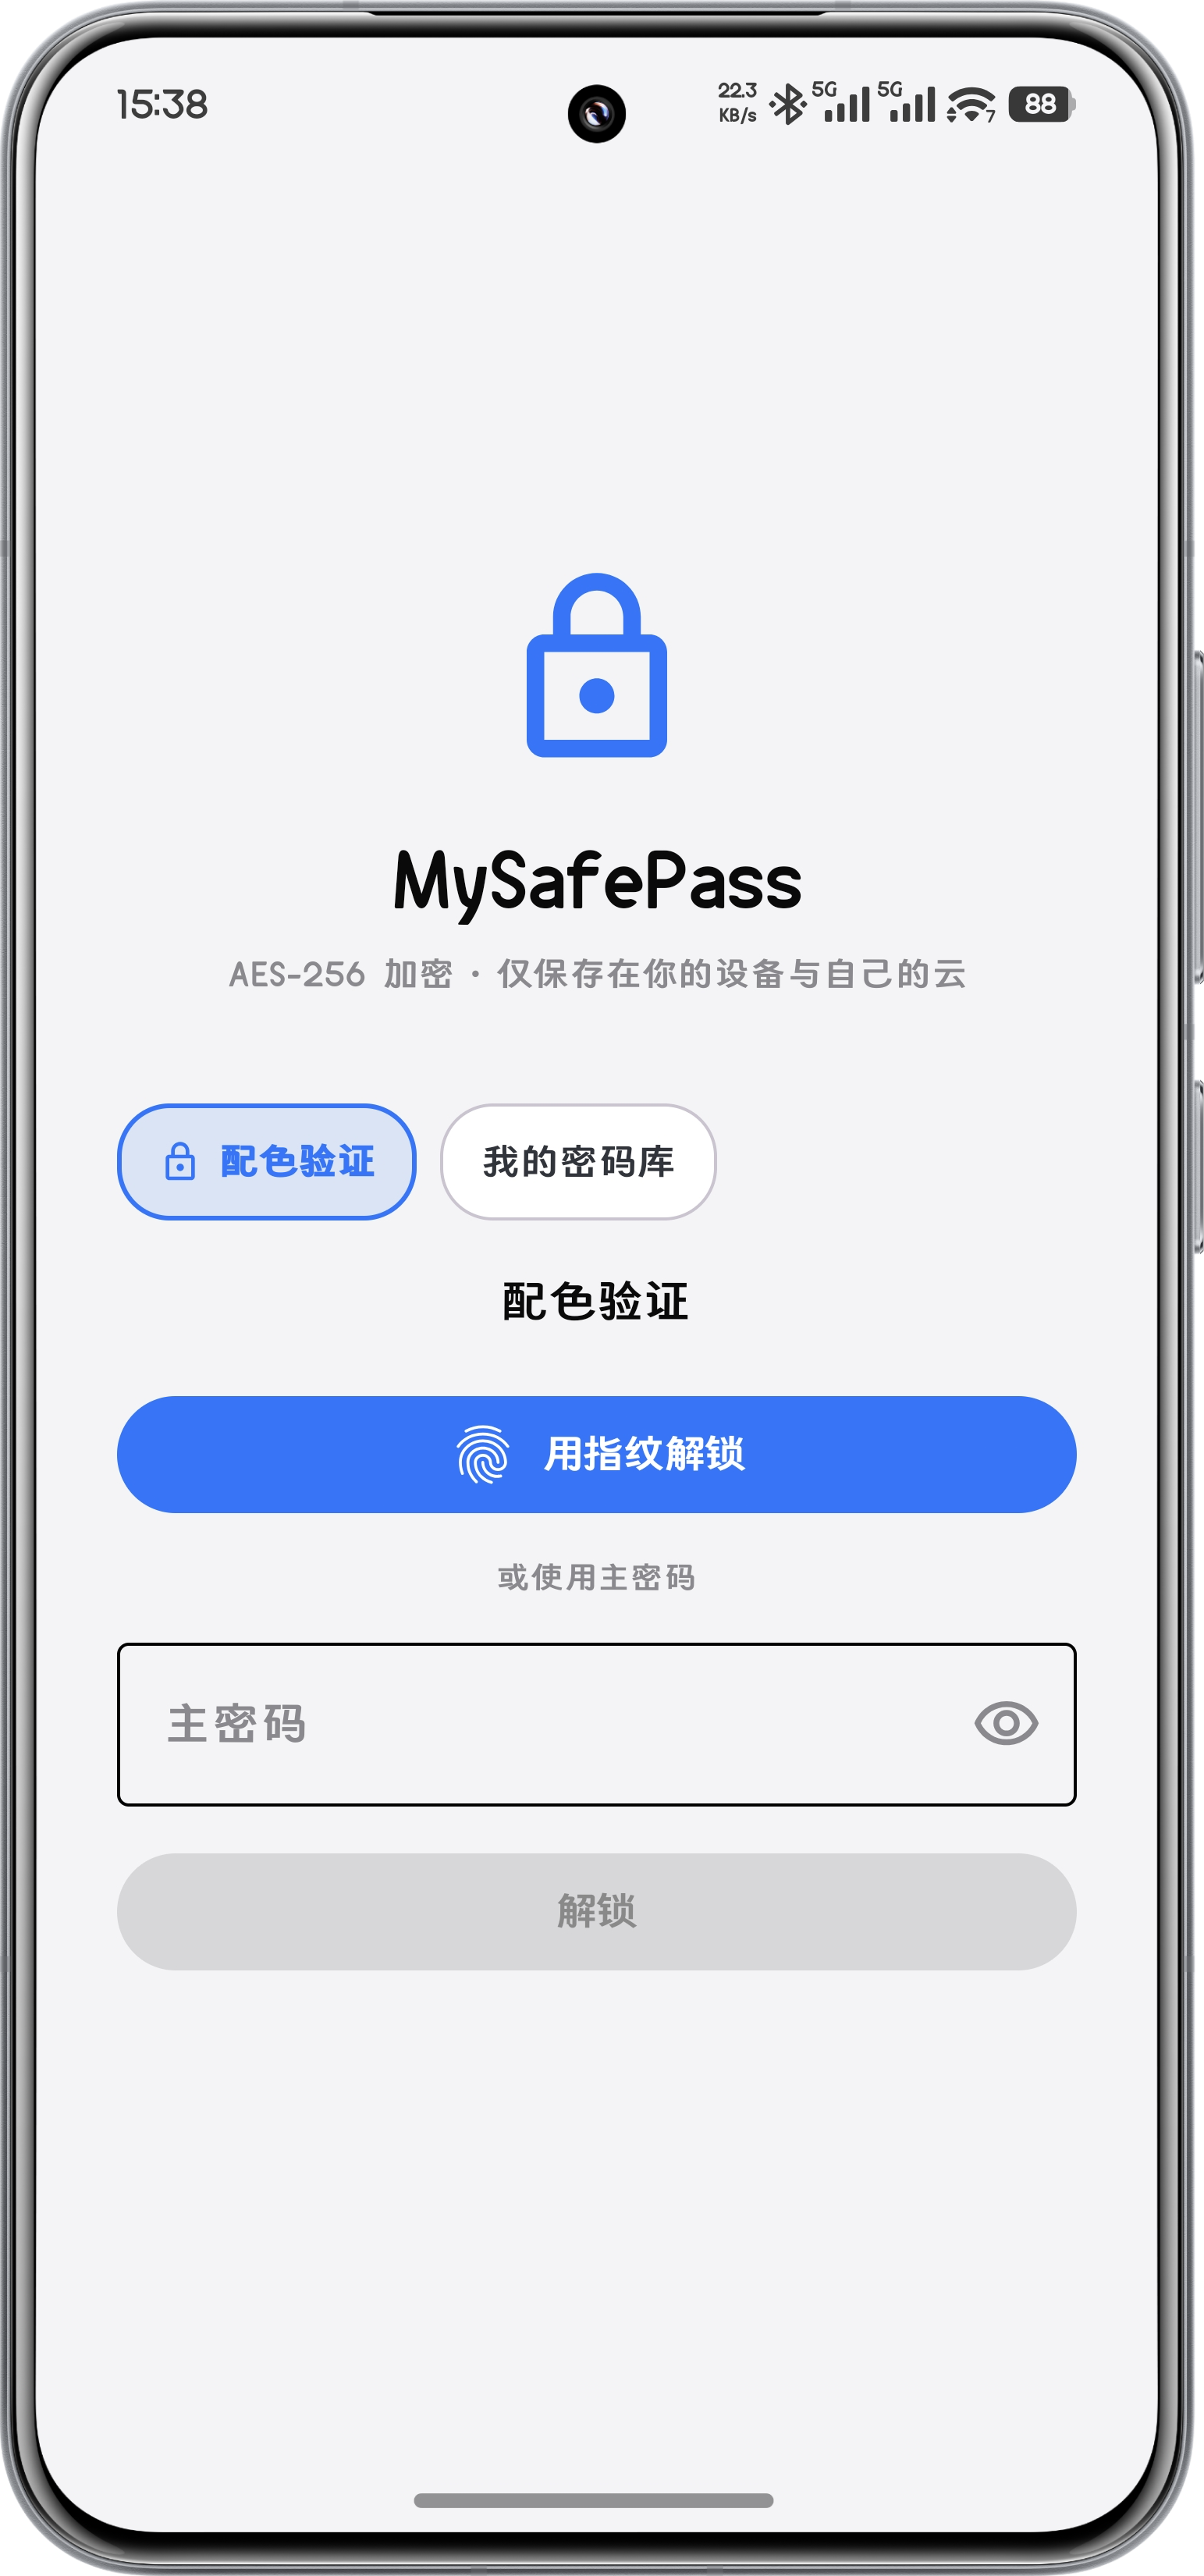 15:38 22.3 KB/s 5G 5G 7 88
MySafePass
AES-256 加密 · 仅保存在你的设备与自己的云
配色验证 我的密码库
配色验证
用指纹解锁
或使用主密码
主密码
解锁